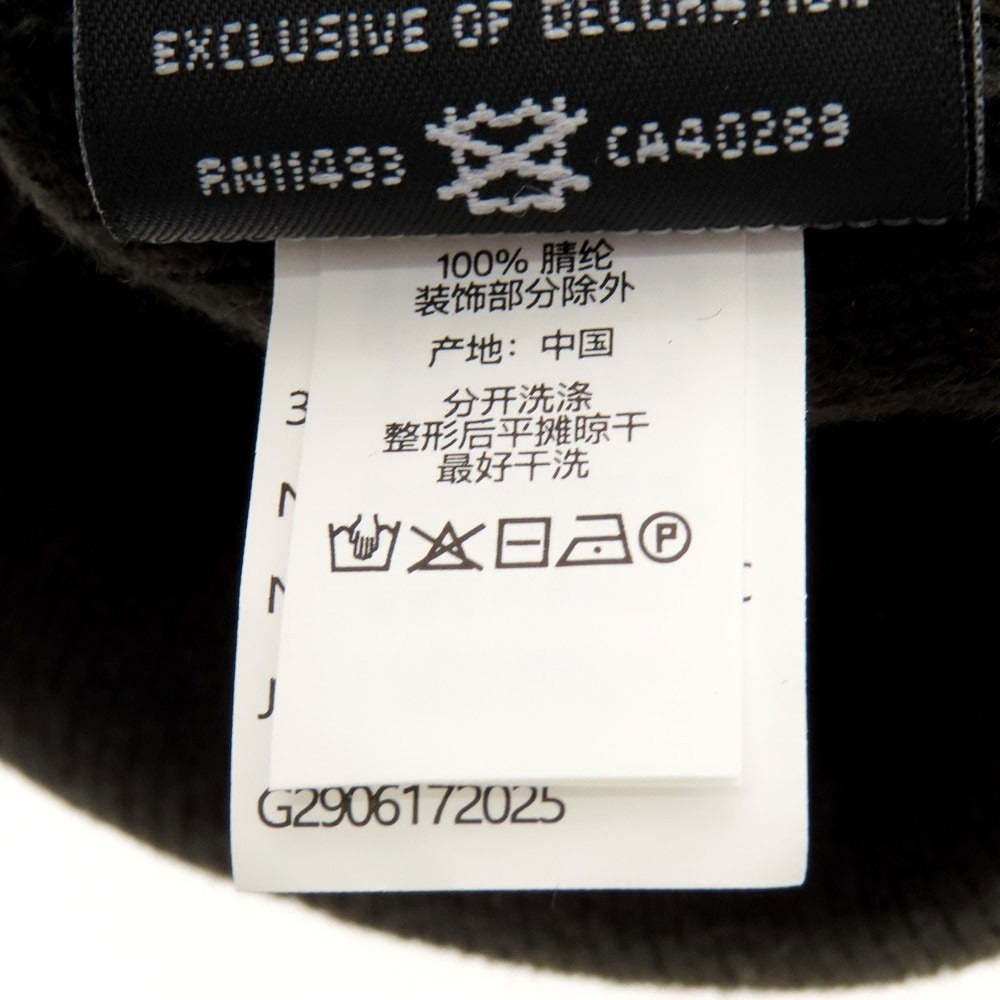 EXCLUSIVE OF DECORATION
RN11493 CA40289
100% 腈纶
装饰部分除外
产地：中国
分开洗涤
整形后平摊晾干
最好干洗
P
3
J
G2906172025